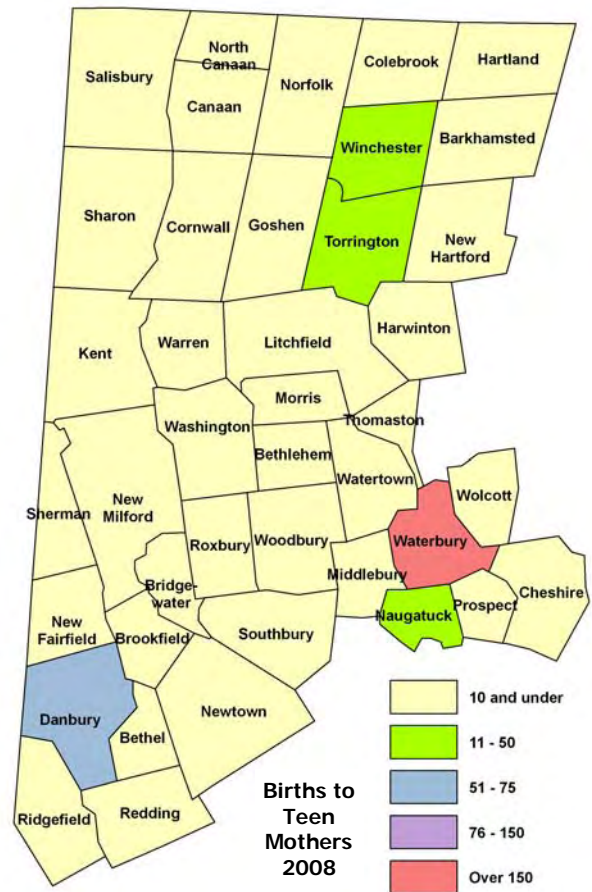 North
Canaan
Colebrook
Hartland
Salisbury
Norfolk
Canaan
Winchester
Barkhamsted
Sharon
Cornwall
Goshen
Torrington
New
Hartford
Kent
Warren
Litchfield
Harwinton
Morris
Washington
Thomaston
Bethlehem
Watertown
Wolcott
Sherman
New
Milford
Roxbury
Woodbury
Waterbury
Middlebury
Bridge-
water
Naugatuck
Prospect
Cheshire
New
Fairfield
Brookfield
Southbury
Danbury
Bethel
Newtown
Ridgefield
Redding
Births to
Teen
Mothers
2008
10 and under
11 - 50
51 - 75
76 - 150
Over 150